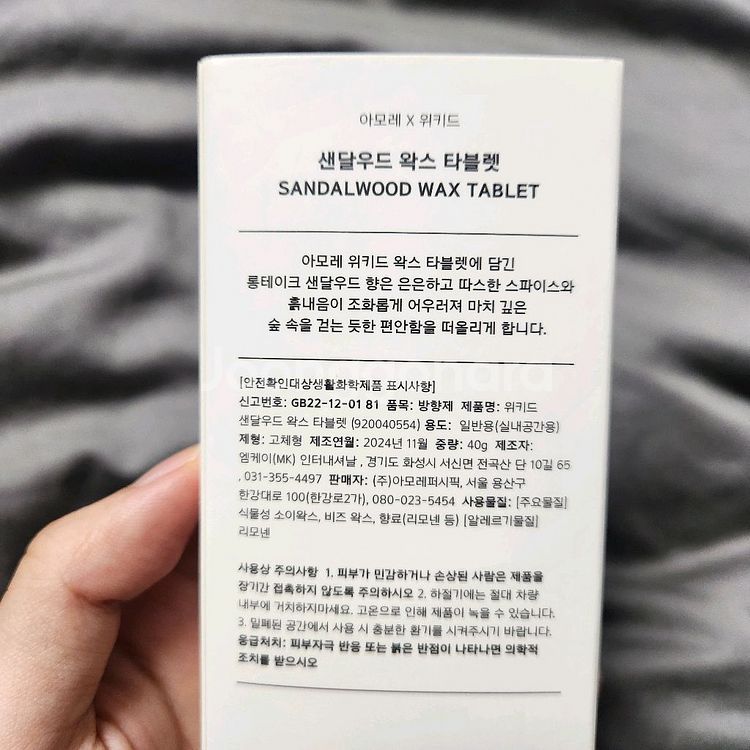 아모레 X 위키드
샌달우드 왁스 타블렛
SANDALWOOD WAX TABLET
아모레 위키드 왁스 타블렛에 담긴
롱테이크 샌달우드 향은 은은하고 따스한 스파이스와
흙내음이 조화롭게 어우러져 마치 깊은
숲 속을 걷는 듯한 편안함을 떠올리게 합니다.
[안전확인대상생활화학제품 표시사항]
신고번호: GB22-12-01 81 품목: 방향제 제품명: 위키드
샌달우드 왁스 타블렛 (920040554) 용도: 일반용(실내공간용)
제형: 고체형 제조연월: 2024년 11월 중량: 40g 제조자:
엠케이(MK) 인터내셔날 , 경기도 화성시 서신면 전곡산 단 10길 65
, 031-355-4497 판매자: (주)아모레퍼시픽, 서울 용산구
한강대로 100(한강로2가), 080-023-5454 사용물질: [주요물질]
식물성 소이왁스, 비즈 왁스, 향료(리모넨 등) [알레르기물질]
리모넨
사용상 주의사항 1. 피부가 민감하거나 손상된 사람은 제품을
장기간 접촉하지 않도록 주의하시오 2. 하절기에는 절대 차량
내부에 거치하지마세요. 고온으로 인해 제품이 녹을 수 있습니다.
3. 밀폐된 공간에서 사용 시 충분한 환기를 시켜주시기 바랍니다.
응급처치: 피부자극 반응 또는 붉은 반점이 나타나면 의학적
조치를 받으시오